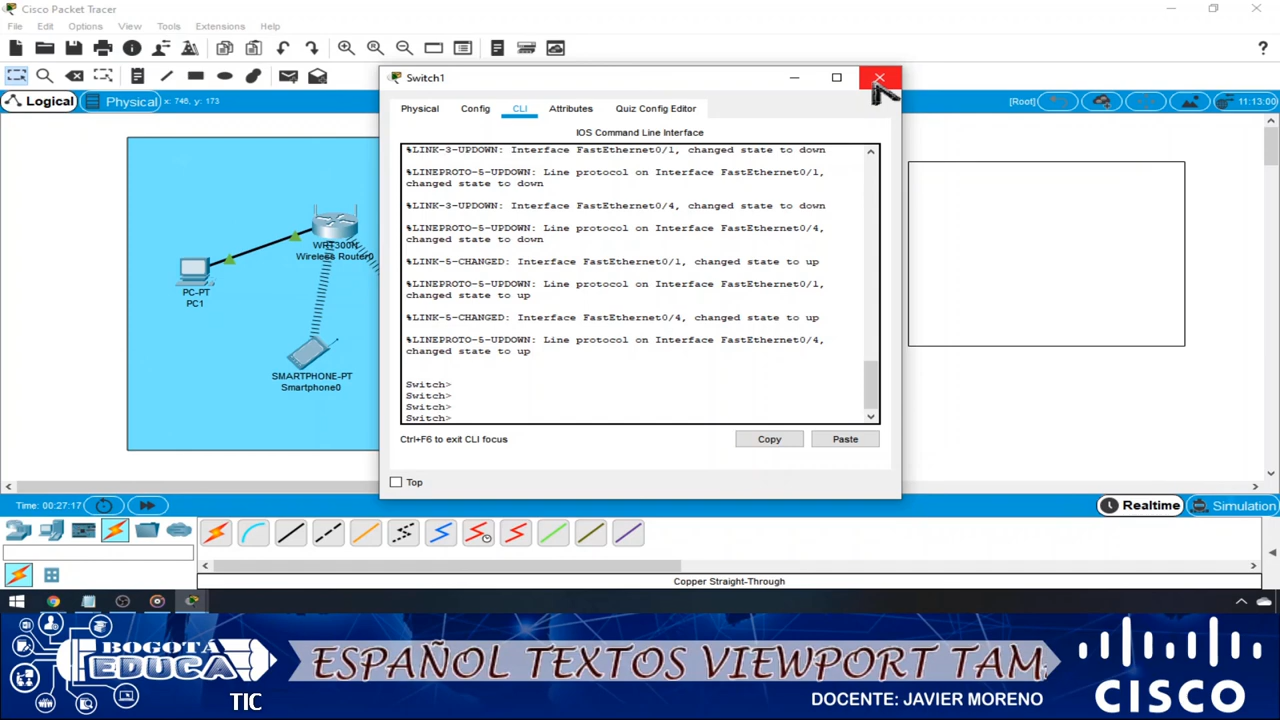 Cisco Packet Tracer
File Edit Options View Tools Extensions Help
?
Logical Physical x: 746, y: 173
[Root] 11:13:00
Switch1
Physical Config CLI Attributes Quiz Config Editor
IOS Command Line Interface
%LINK-3-UPDOWN: Interface FastEthernet0/1, changed state to down
%LINEPROTO-5-UPDOWN: Line protocol on Interface FastEthernet0/1,
changed state to down
%LINK-3-UPDOWN: Interface FastEthernet0/4, changed state to down
%LINEPROTO-5-UPDOWN: Line protocol on Interface FastEthernet0/4,
changed state to down
%LINK-5-CHANGED: Interface FastEthernet0/1, changed state to up
%LINEPROTO-5-UPDOWN: Line protocol on Interface FastEthernet0/1,
changed state to up
%LINK-5-CHANGED: Interface FastEthernet0/4, changed state to up
%LINEPROTO-5-UPDOWN: Line protocol on Interface FastEthernet0/4,
changed state to up
Switch>
Switch>
Switch>
Switch>
Ctrl+F6 to exit CLI focus
Copy Paste
Top
WRT300N
Wireless Router0
PC-PT
PC1
SMARTPHONE-PT
Smartphone0
Time: 00:27:17
Realtime Simulation
Copper Straight-Through
BOGOTÁ
EDUCA
TIC
ESPAÑOL TEXTOS VIEWPORT TAM
DOCENTE: JAVIER MORENO
CISCO